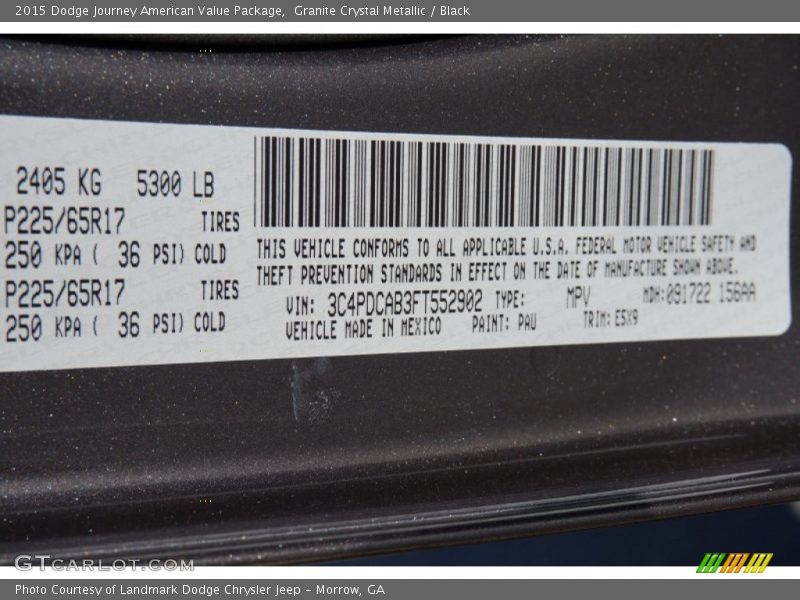 2015 Dodge Journey American Value Package, Granite Crystal Metallic / Black
2405 KG 5300 LB
P225/65R17 TIRES
250 KPA ( 36 PSI) COLD
P225/65R17 TIRES
250 KPA ( 36 PSI) COLD
THIS VEHICLE CONFORMS TO ALL APPLICABLE U.S.A. FEDERAL MOTOR VEHICLE SAFETY AND
THEFT PREVENTION STANDARDS IN EFFECT ON THE DATE OF MANUFACTURE SHOWN ABOVE.
VIN: 3C4PDCAB3FT552902 TYPE: MPV MDH:091722 156AA
VEHICLE MADE IN MEXICO PAINT: PAU TRIM: E5X9
GTCARLOT.COM
Photo Courtesy of Landmark Dodge Chrysler Jeep - Morrow, GA